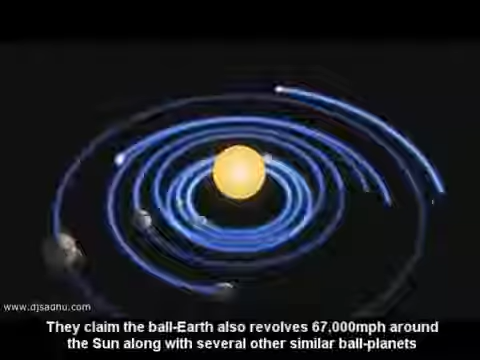 www.djsadhu.com
They claim the ball-Earth also revolves 67,000mph around
the Sun along with several other similar ball-planets